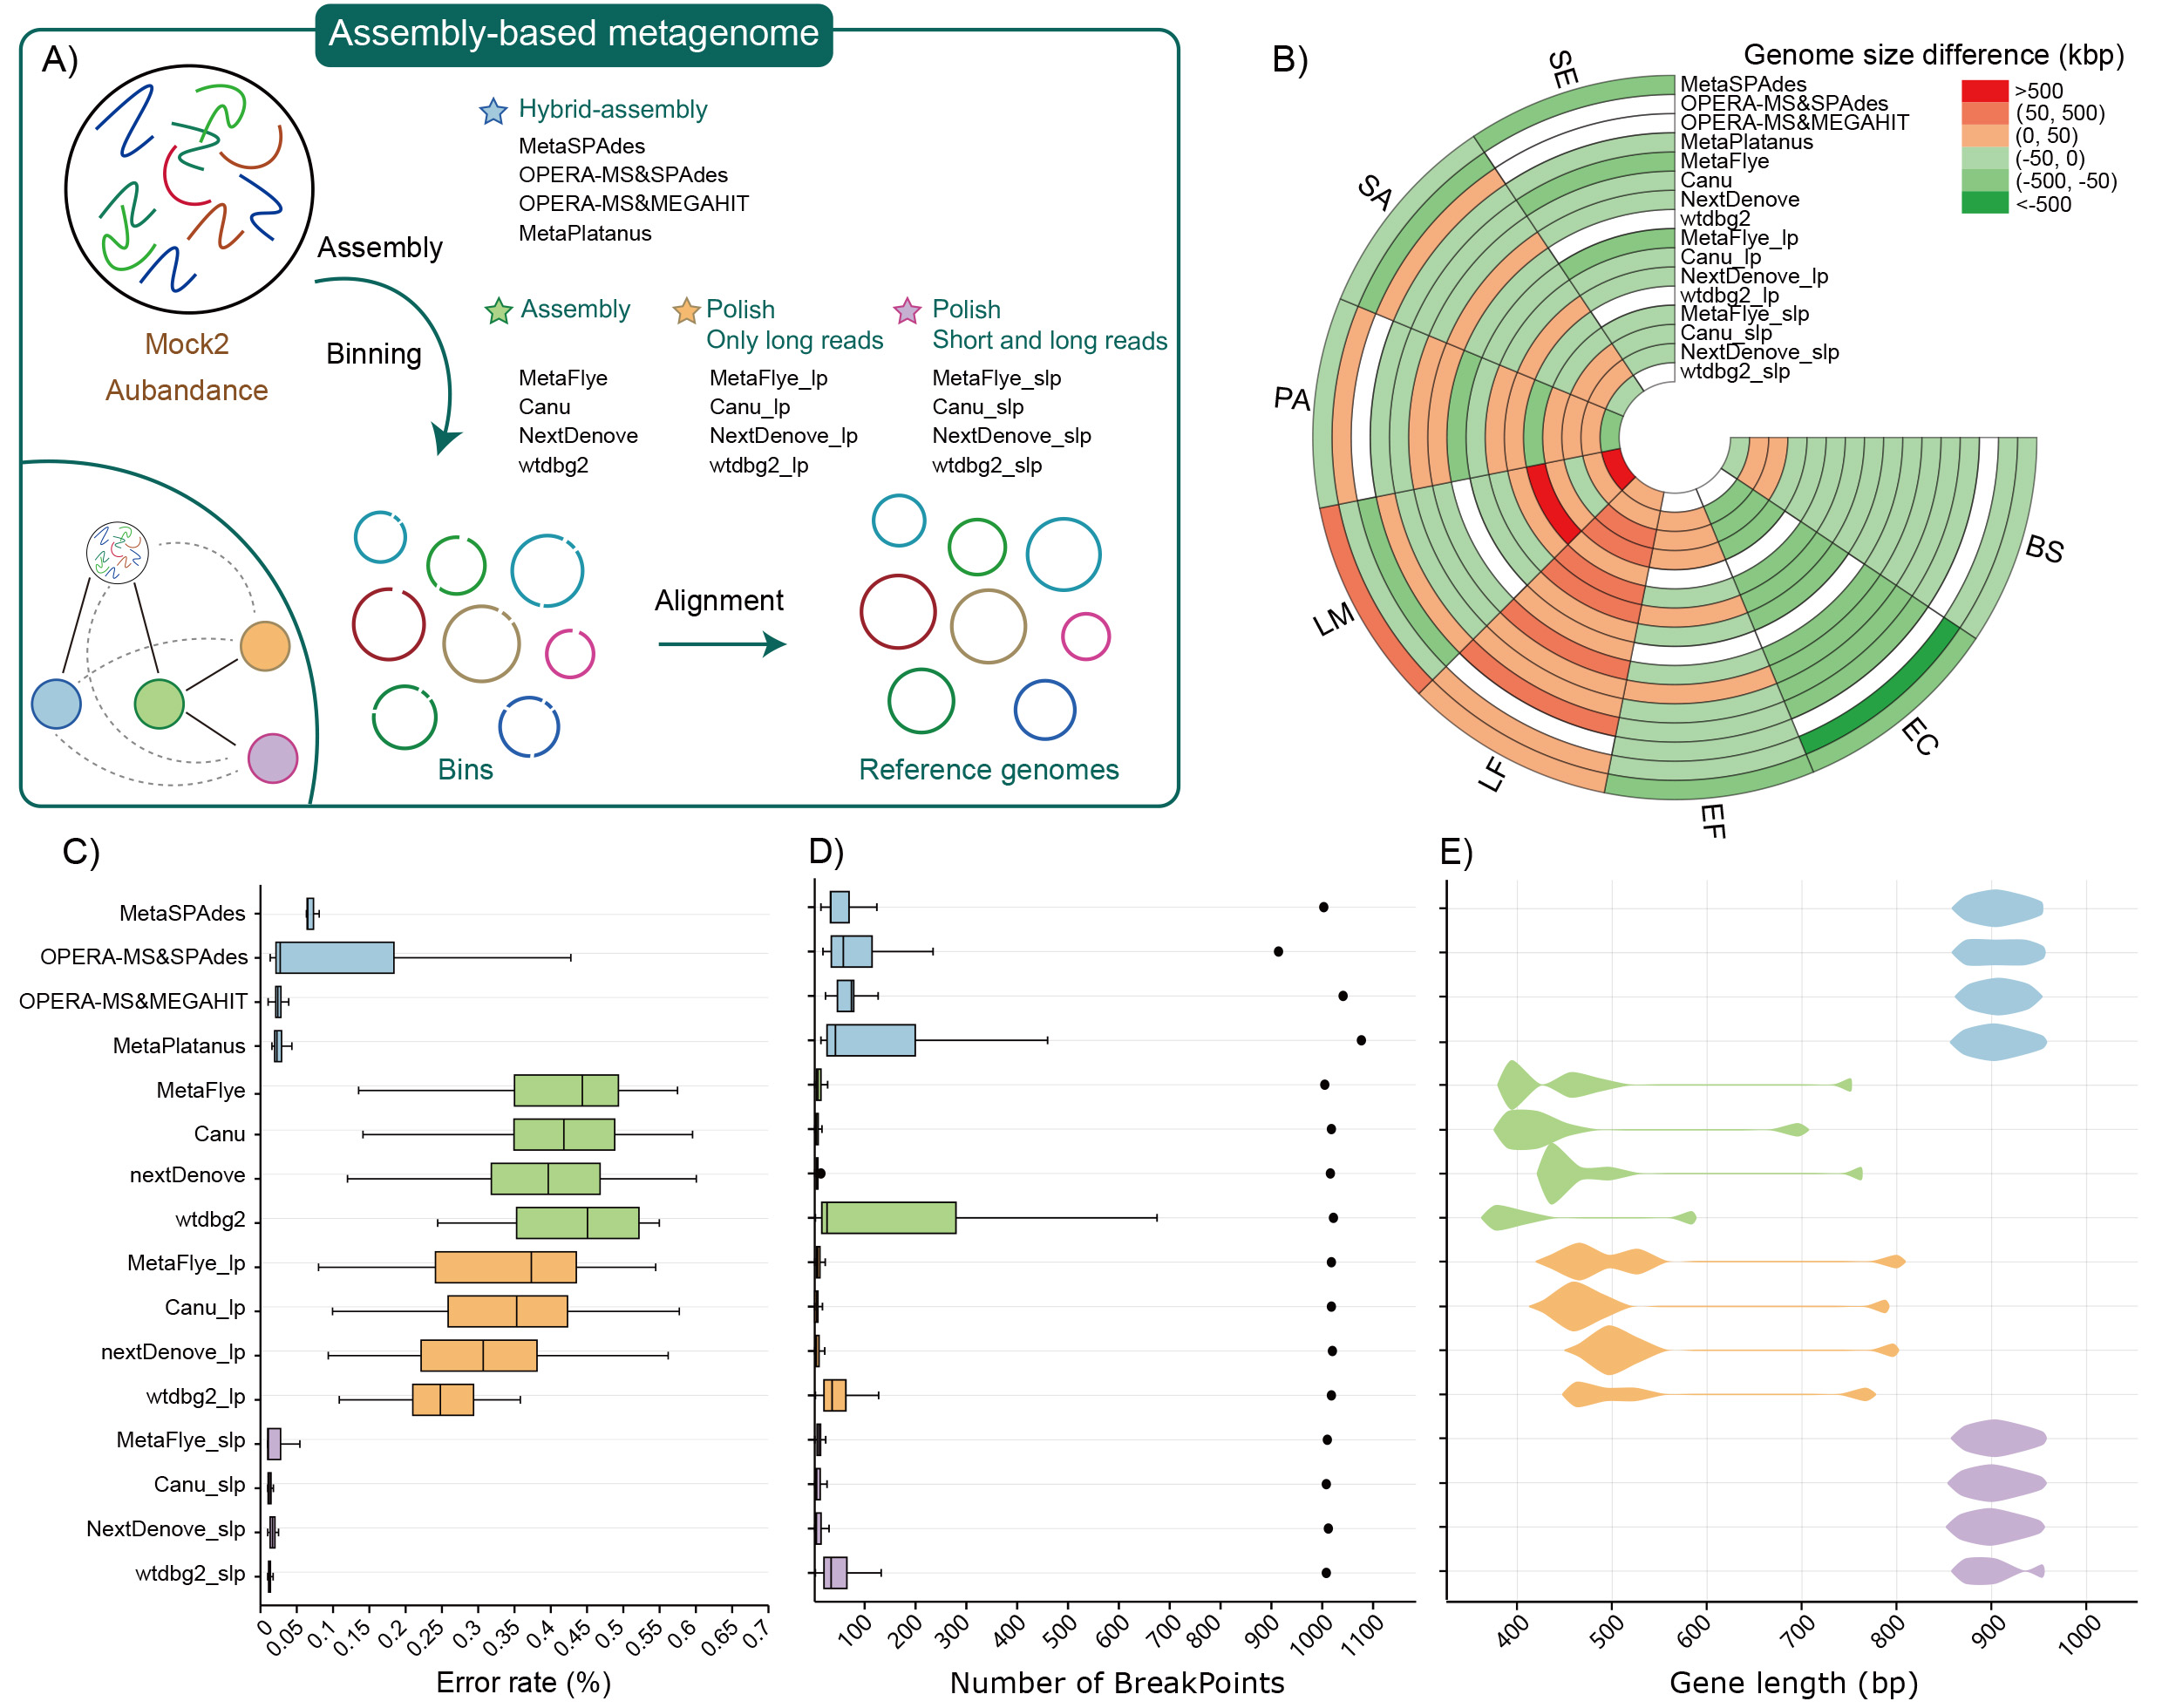 Assembly-based metagenome
A)
Mock2
Aubandance
Assembly
Binning
Hybrid-assembly
MetaSPAdes
OPERA-MS&SPAdes
OPERA-MS&MEGAHIT
MetaPlatanus
Assembly
MetaFlye
Canu
NextDenove
wtdbg2
Polish
Only long reads
MetaFlye_lp
Canu_lp
NextDenove_lp
wtdbg2_lp
Polish
Short and long reads
MetaFlye_slp
Canu_slp
NextDenove_slp
wtdbg2_slp
Alignment
Bins
Reference genomes
B)
Genome size difference (kbp)
>500
(50, 500)
(0, 50)
(-50, 0)
(-500, -50)
<-500
MetaSPAdes
OPERA-MS&SPAdes
OPERA-MS&MEGAHIT
MetaPlatanus
MetaFlye
Canu
NextDenove
wtdbg2
MetaFlye_lp
Canu_lp
NextDenove_lp
wtdbg2_lp
MetaFlye_slp
Canu_slp
NextDenove_slp
wtdbg2_slp
SE
SA
PA
LM
LF
EF
EC
BS
C)
MetaSPAdes
OPERA-MS&SPAdes
OPERA-MS&MEGAHIT
MetaPlatanus
MetaFlye
Canu
nextDenove
wtdbg2
MetaFlye_lp
Canu_lp
nextDenove_lp
wtdbg2_lp
MetaFlye_slp
Canu_slp
NextDenove_slp
wtdbg2_slp
0 0.05 0.1 0.15 0.2 0.25 0.3 0.35 0.4 0.45 0.5 0.55 0.6 0.65 0.7
Error rate (%)
D)
100 200 300 400 500 600 700 800 900 1000 1100
Number of BreakPoints
E)
400 500 600 700 800 900 1000
Gene length (bp)